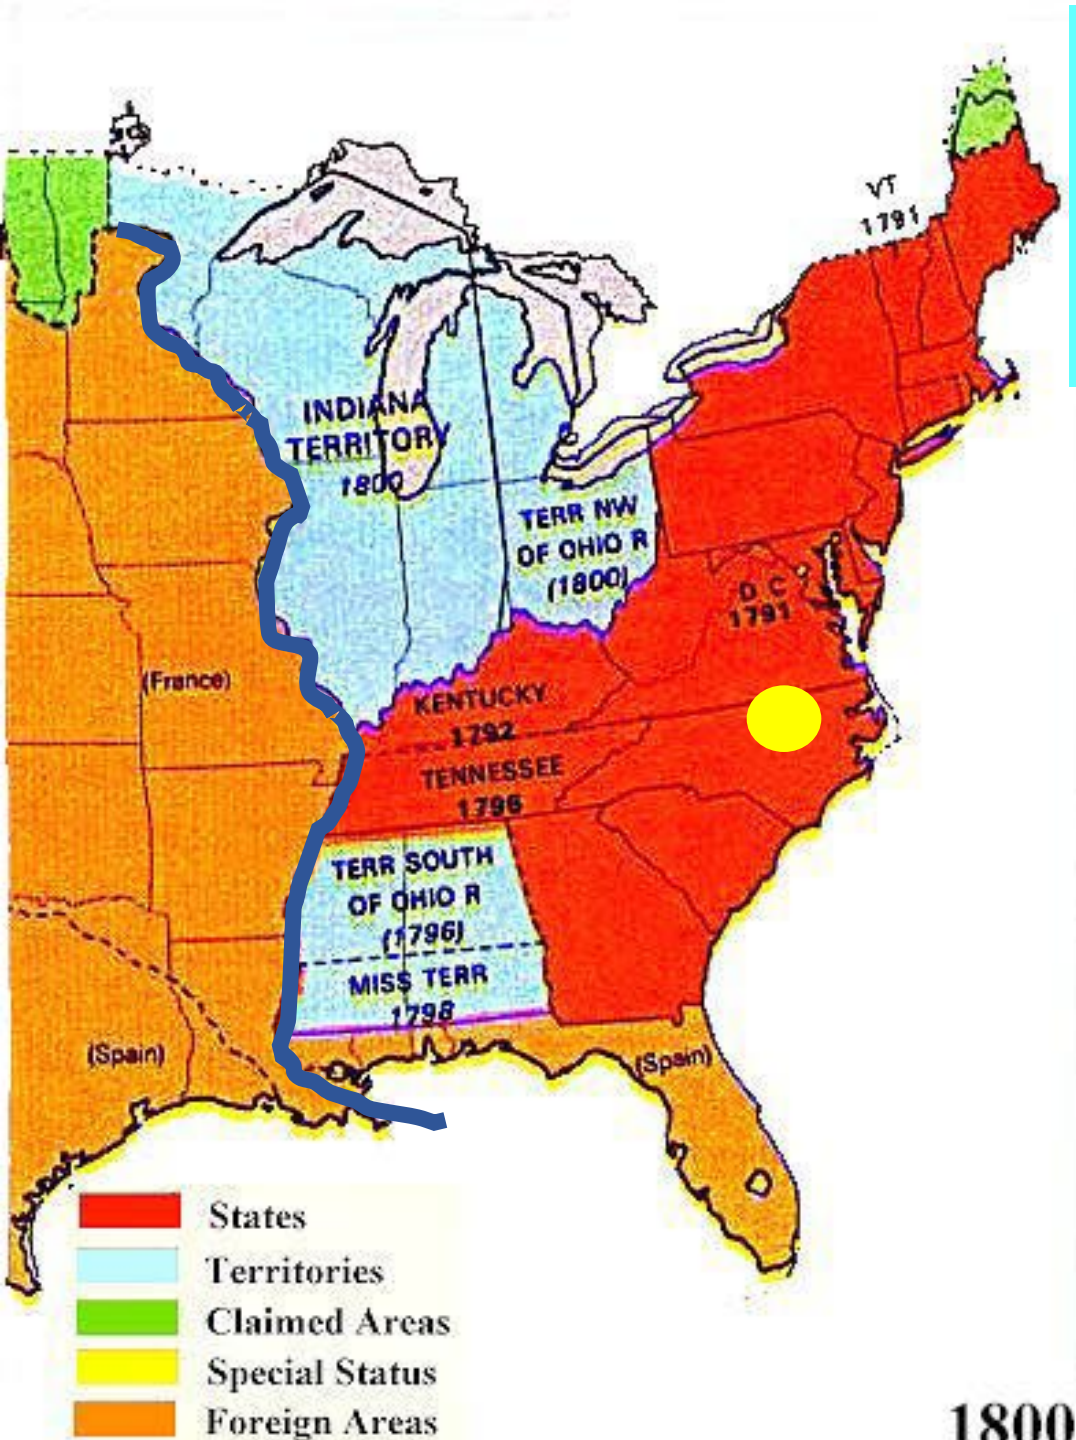 VT
1791
INDIANA
TERRITORY
1800
TERR NW
OF OHIO R
(1800)
D C
1791
(France)
KENTUCKY
1792
TENNESSEE
1796
TERR SOUTH
OF OHIO R
(1796)
MISS TERR
1798
(Spain)
(Spain)
States
Territories
Claimed Areas
Special Status
Foreign Areas
1800